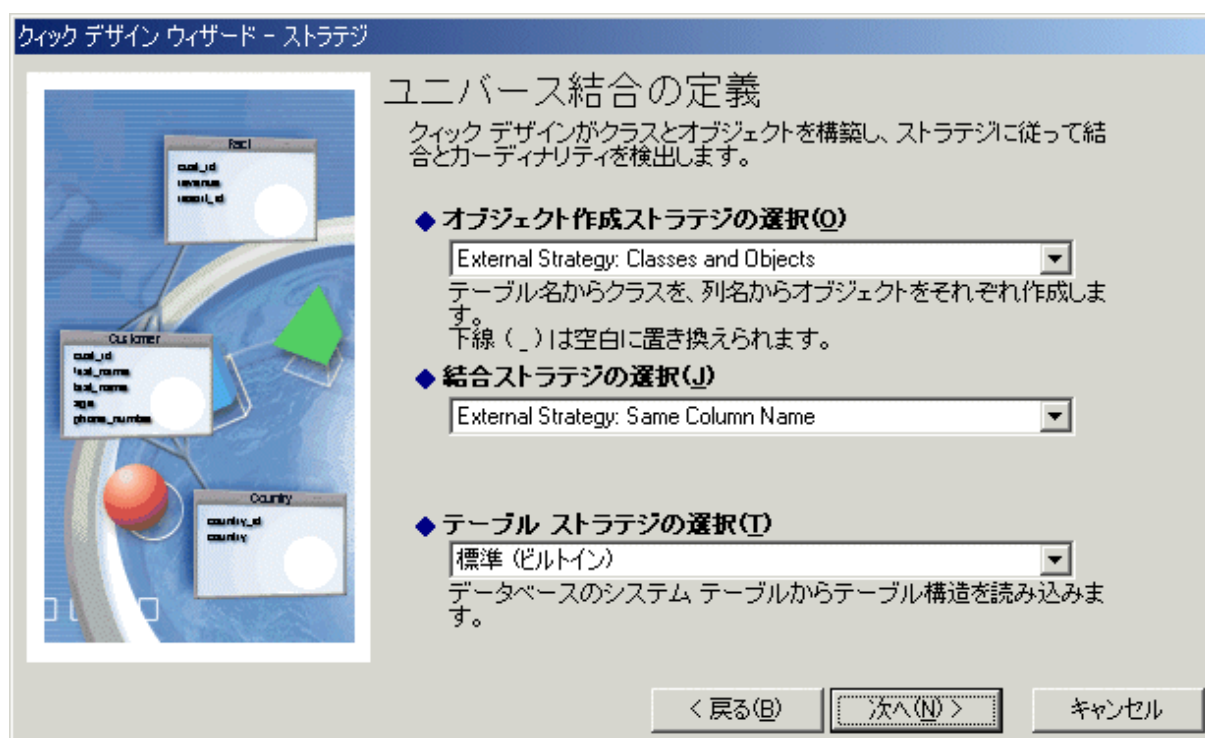 クィック デザイン ウィザード - ストラテジ
ユニバース結合の定義
クィック デザインがクラスとオブジェクトを構築し、ストラテジに従って結
合とカーディナリティを検出します。
オブジェクト作成ストラテジの選択(O)
External Strategy: Classes and Objects
テーブル名からクラスを、列名からオブジェクトをそれぞれ作成しま
す。
下線 ( _ ) は空白に置き換えられます。
結合ストラテジの選択(J)
External Strategy: Same Column Name
テーブル ストラテジの選択(T)
標準 (ビルトイン)
データベースのシステム テーブルからテーブル構造を読み込みま
す。
Customer
cust_id
last_name
age
phone_number
Country
country_id
country
< 戻る(B)
次へ(N) >
キャンセル